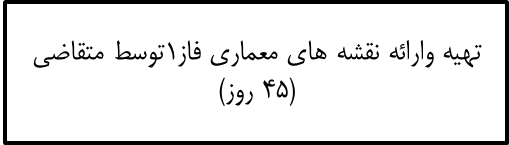 تهیه وارائه نقشه های معماری فاز۱توسط متقاضی
(۴۵ روز)